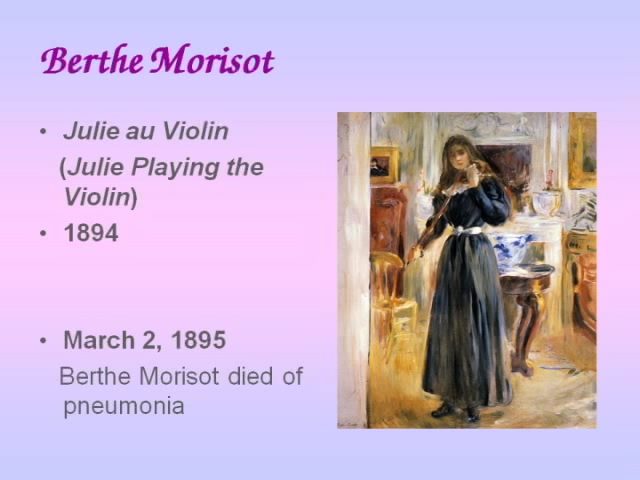 Berthe Morisot
• Julie au Violin
(Julie Playing the
Violin)
• 1894
• March 2, 1895
Berthe Morisot died of
pneumonia